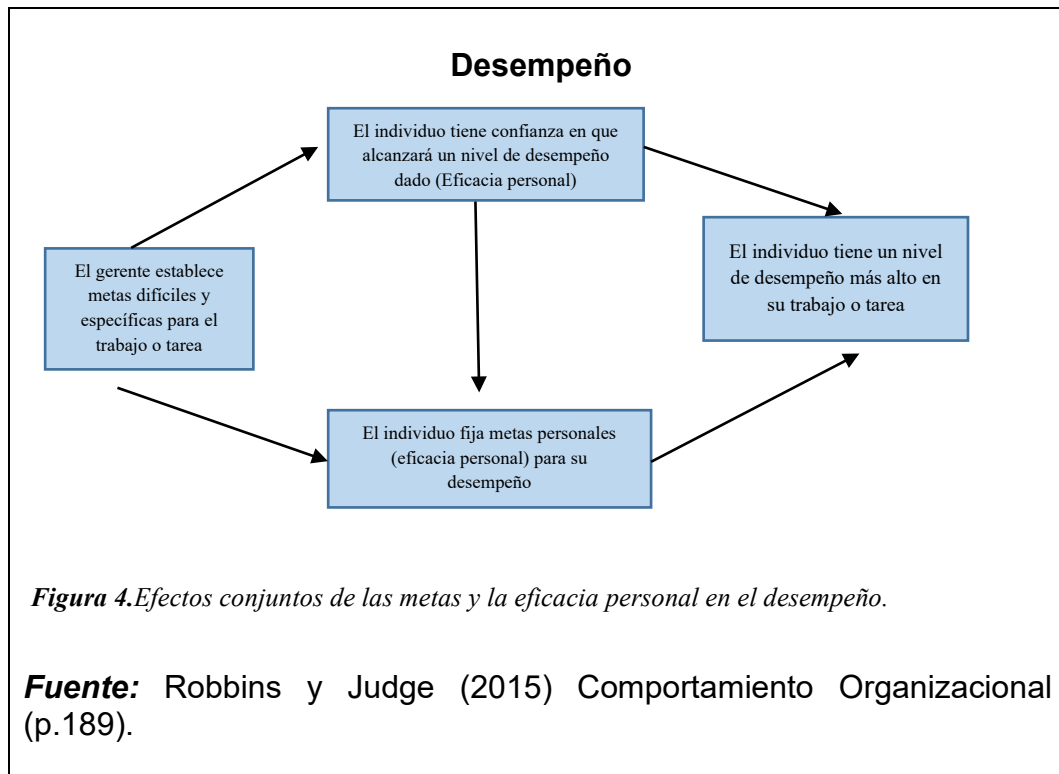 Desempeño
El individuo tiene confianza en que
alcanzará un nivel de desempeño
dado (Eficacia personal)
El gerente establece
metas difíciles y
específicas para el
trabajo o tarea
El individuo tiene un nivel
de desempeño más alto en
su trabajo o tarea
El individuo fija metas personales
(eficacia personal) para su
desempeño
Figura 4.Efectos conjuntos de las metas y la eficacia personal en el desempeño.
Fuente: Robbins y Judge (2015) Comportamiento Organizacional
(p.189).